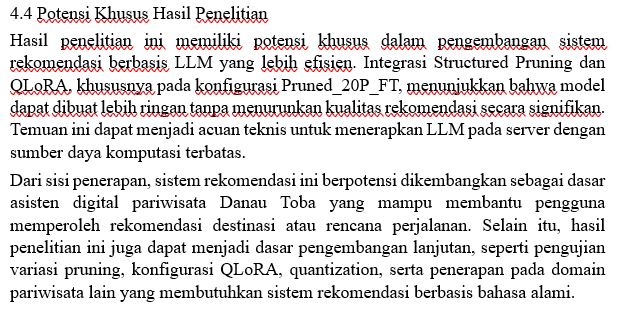 4.4 Potensi Khusus Hasil Penelitian
Hasil penelitian ini memiliki potensi khusus dalam pengembangan sistem
rekomendasi berbasis LLM yang lebih efisien. Integrasi Structured Pruning dan
QLoRA, khususnya pada konfigurasi Pruned_20P_FT, menunjukkan bahwa model
dapat dibuat lebih ringan tanpa menurunkan kualitas rekomendasi secara signifikan.
Temuan ini dapat menjadi acuan teknis untuk menerapkan LLM pada server dengan
sumber daya komputasi terbatas.
Dari sisi penerapan, sistem rekomendasi ini berpotensi dikembangkan sebagai dasar
asisten digital pariwisata Danau Toba yang mampu membantu pengguna
memperoleh rekomendasi destinasi atau rencana perjalanan. Selain itu, hasil
penelitian ini juga dapat menjadi dasar pengembangan lanjutan, seperti pengujian
variasi pruning, konfigurasi QLoRA, quantization, serta penerapan pada domain
pariwisata lain yang membutuhkan sistem rekomendasi berbasis bahasa alami.